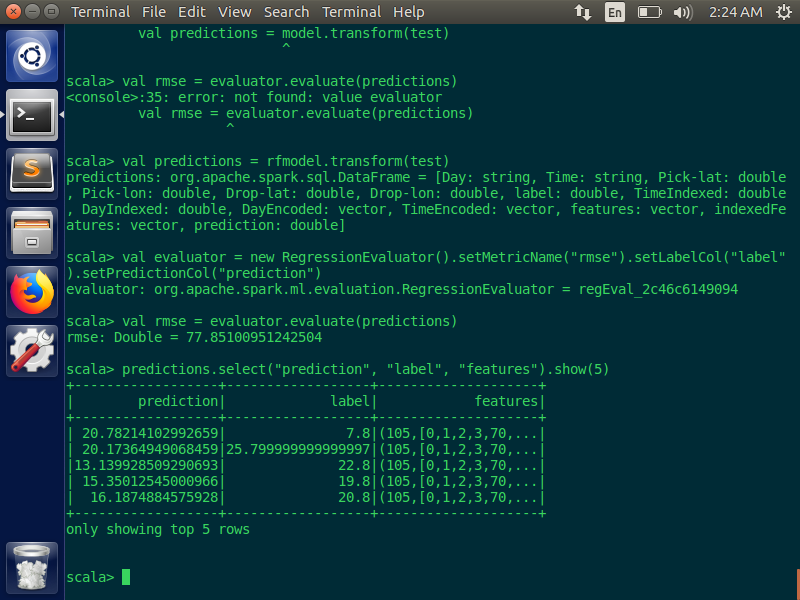 Terminal File Edit View Search Terminal Help En 2:24 AM
val predictions = model.transform(test)
^
scala> val rmse = evaluator.evaluate(predictions)
<console>:35: error: not found: value evaluator
val rmse = evaluator.evaluate(predictions)
^
scala> val predictions = rfmodel.transform(test)
predictions: org.apache.spark.sql.DataFrame = [Day: string, Time: string, Pick-lat: double
, Pick-lon: double, Drop-lat: double, Drop-lon: double, label: double, TimeIndexed: double
, DayIndexed: double, DayEncoded: vector, TimeEncoded: vector, features: vector, indexedFe
atures: vector, prediction: double]
scala> val evaluator = new RegressionEvaluator().setMetricName("rmse").setLabelCol("label"
).setPredictionCol("prediction")
evaluator: org.apache.spark.ml.evaluation.RegressionEvaluator = regEval_2c46c6149094
scala> val rmse = evaluator.evaluate(predictions)
rmse: Double = 77.85100951242504
scala> predictions.select("prediction", "label", "features").show(5)
+------------------+------------------+--------------------+
|        prediction|             label|            features|
+------------------+------------------+--------------------+
| 20.78214102992659|               7.8|(105,[0,1,2,3,70,...|
| 20.17364949068459|25.799999999999997|(105,[0,1,2,3,70,...|
|13.139928509290693|              22.8|(105,[0,1,2,3,70,...|
| 15.35012545000966|              19.8|(105,[0,1,2,3,70,...|
|  16.1874884575928|              20.8|(105,[0,1,2,3,70,...|
+------------------+------------------+--------------------+
only showing top 5 rows
scala>